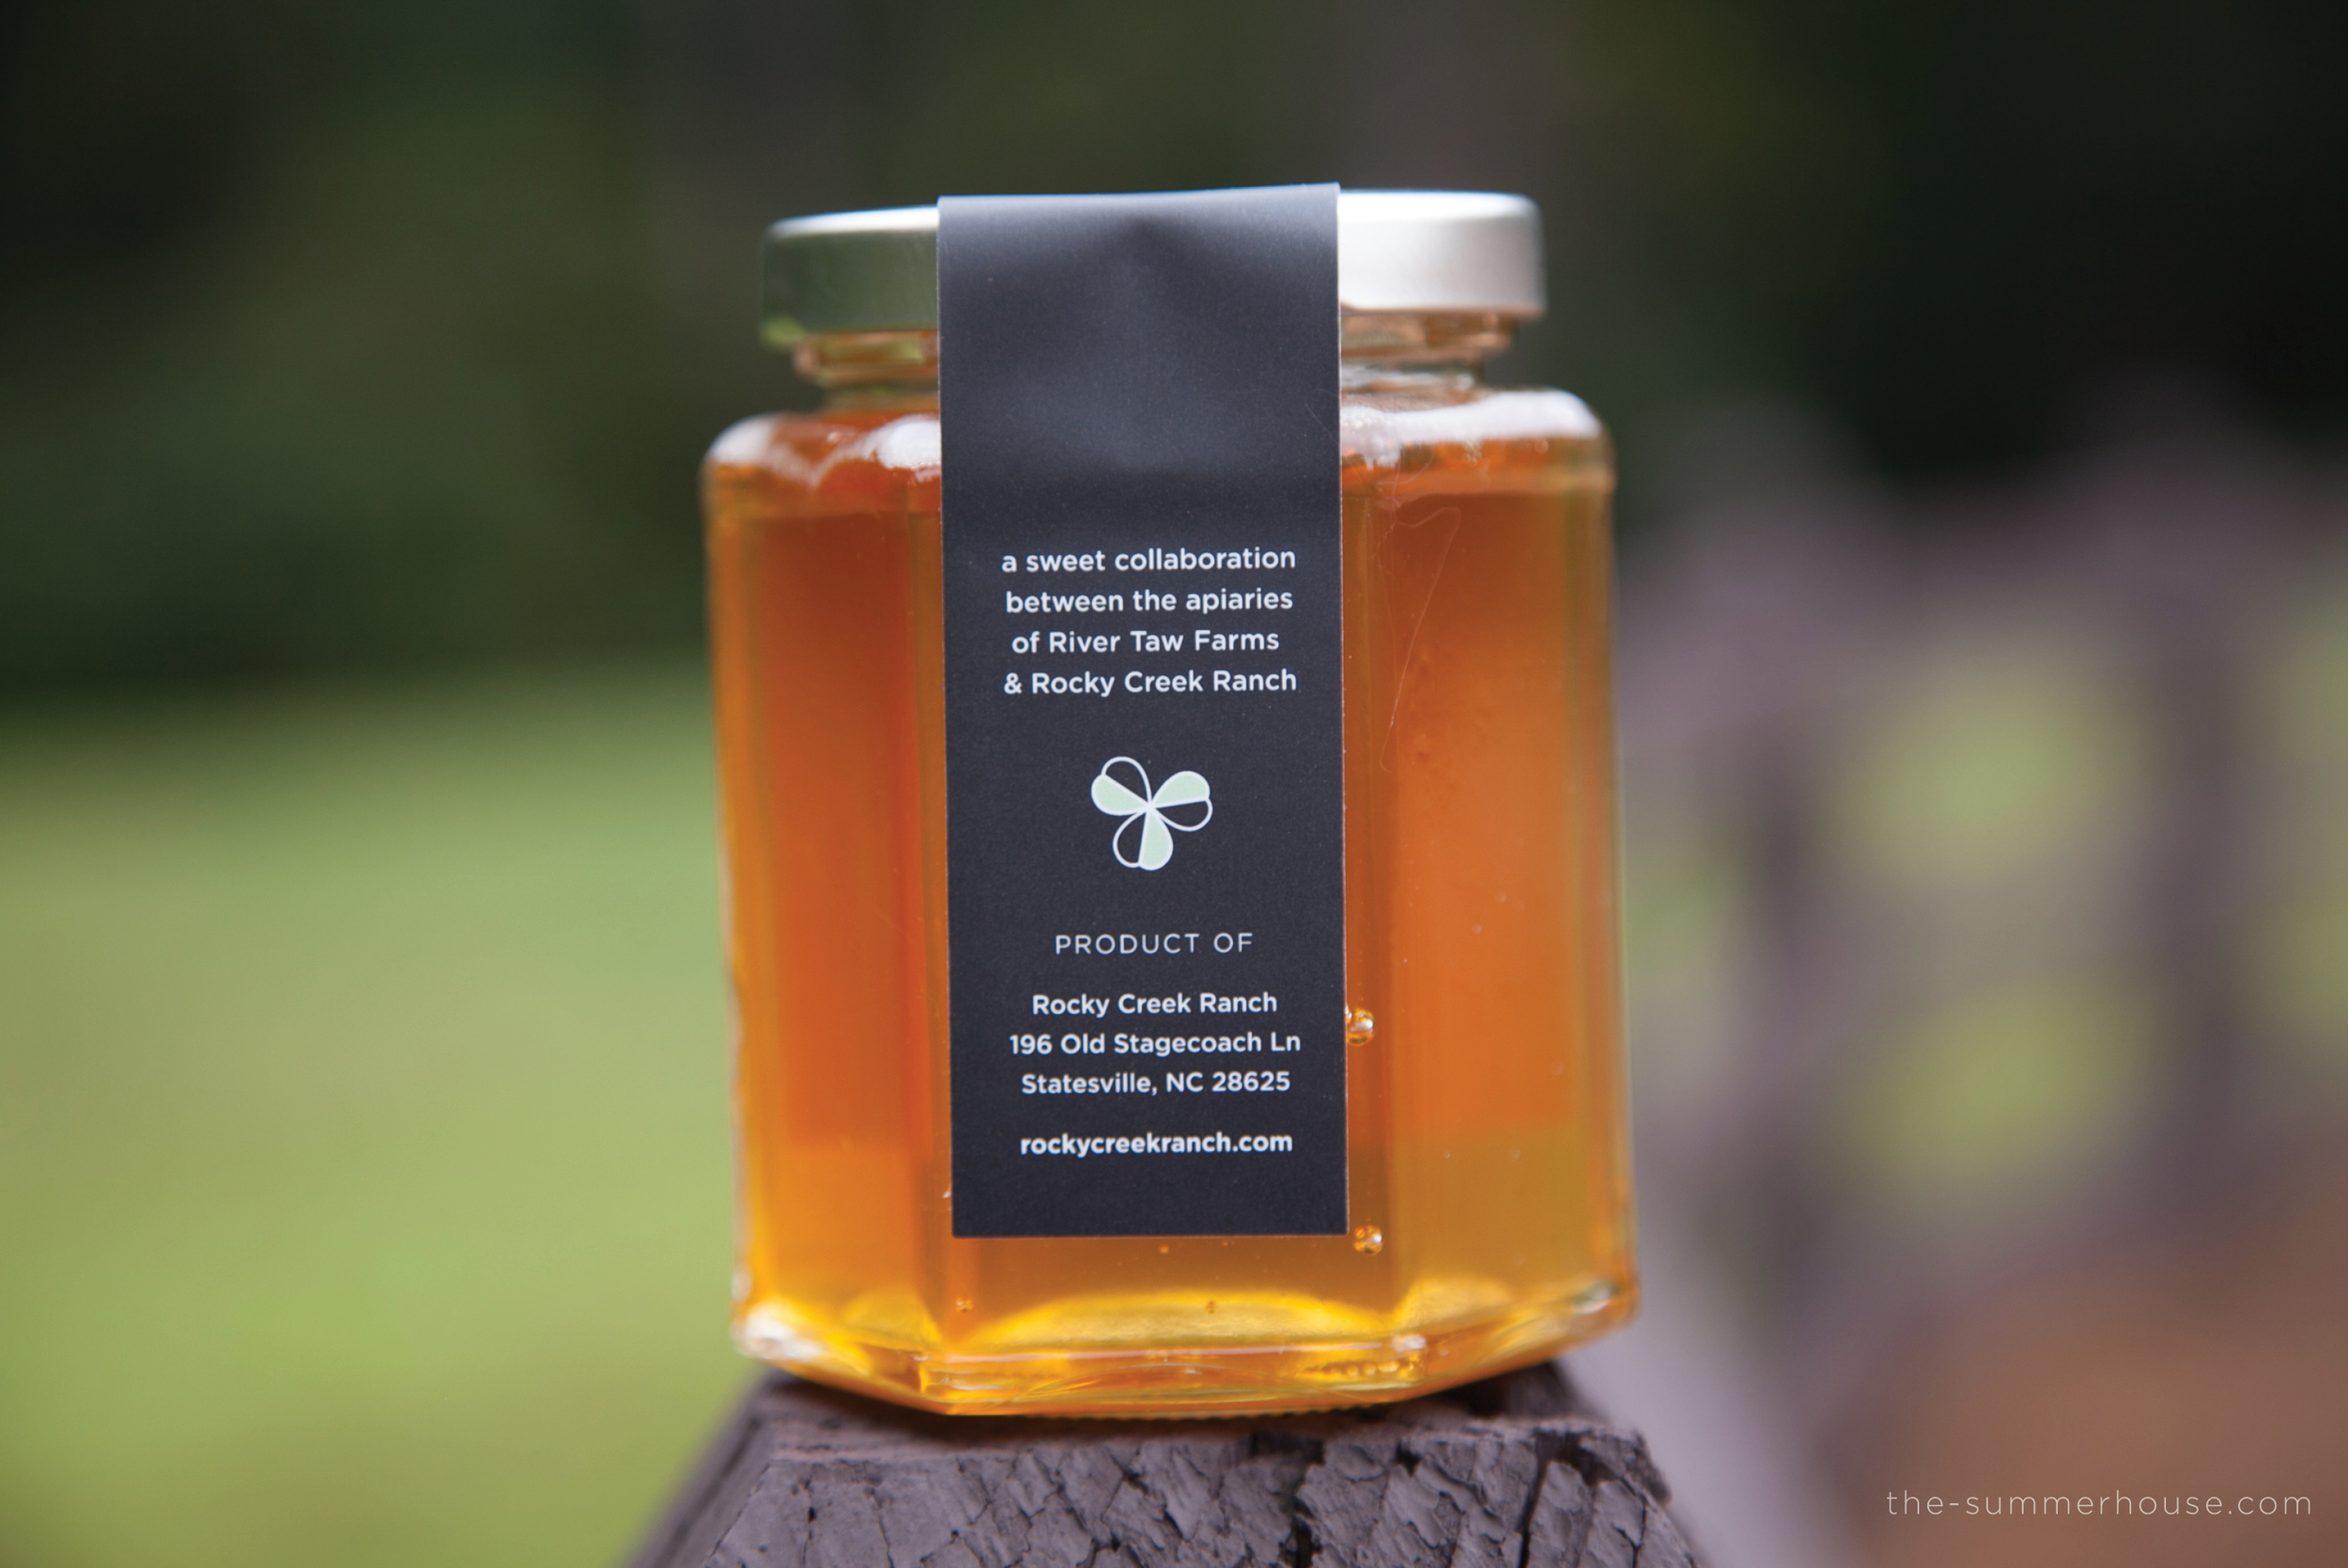 a sweet collaboration
between the apiaries
of River Taw Farms
& Rocky Creek Ranch
PRODUCT OF
Rocky Creek Ranch
196 Old Stagecoach Ln
Statesville, NC 28625
rockycreekranch.com
the-summerhouse.com